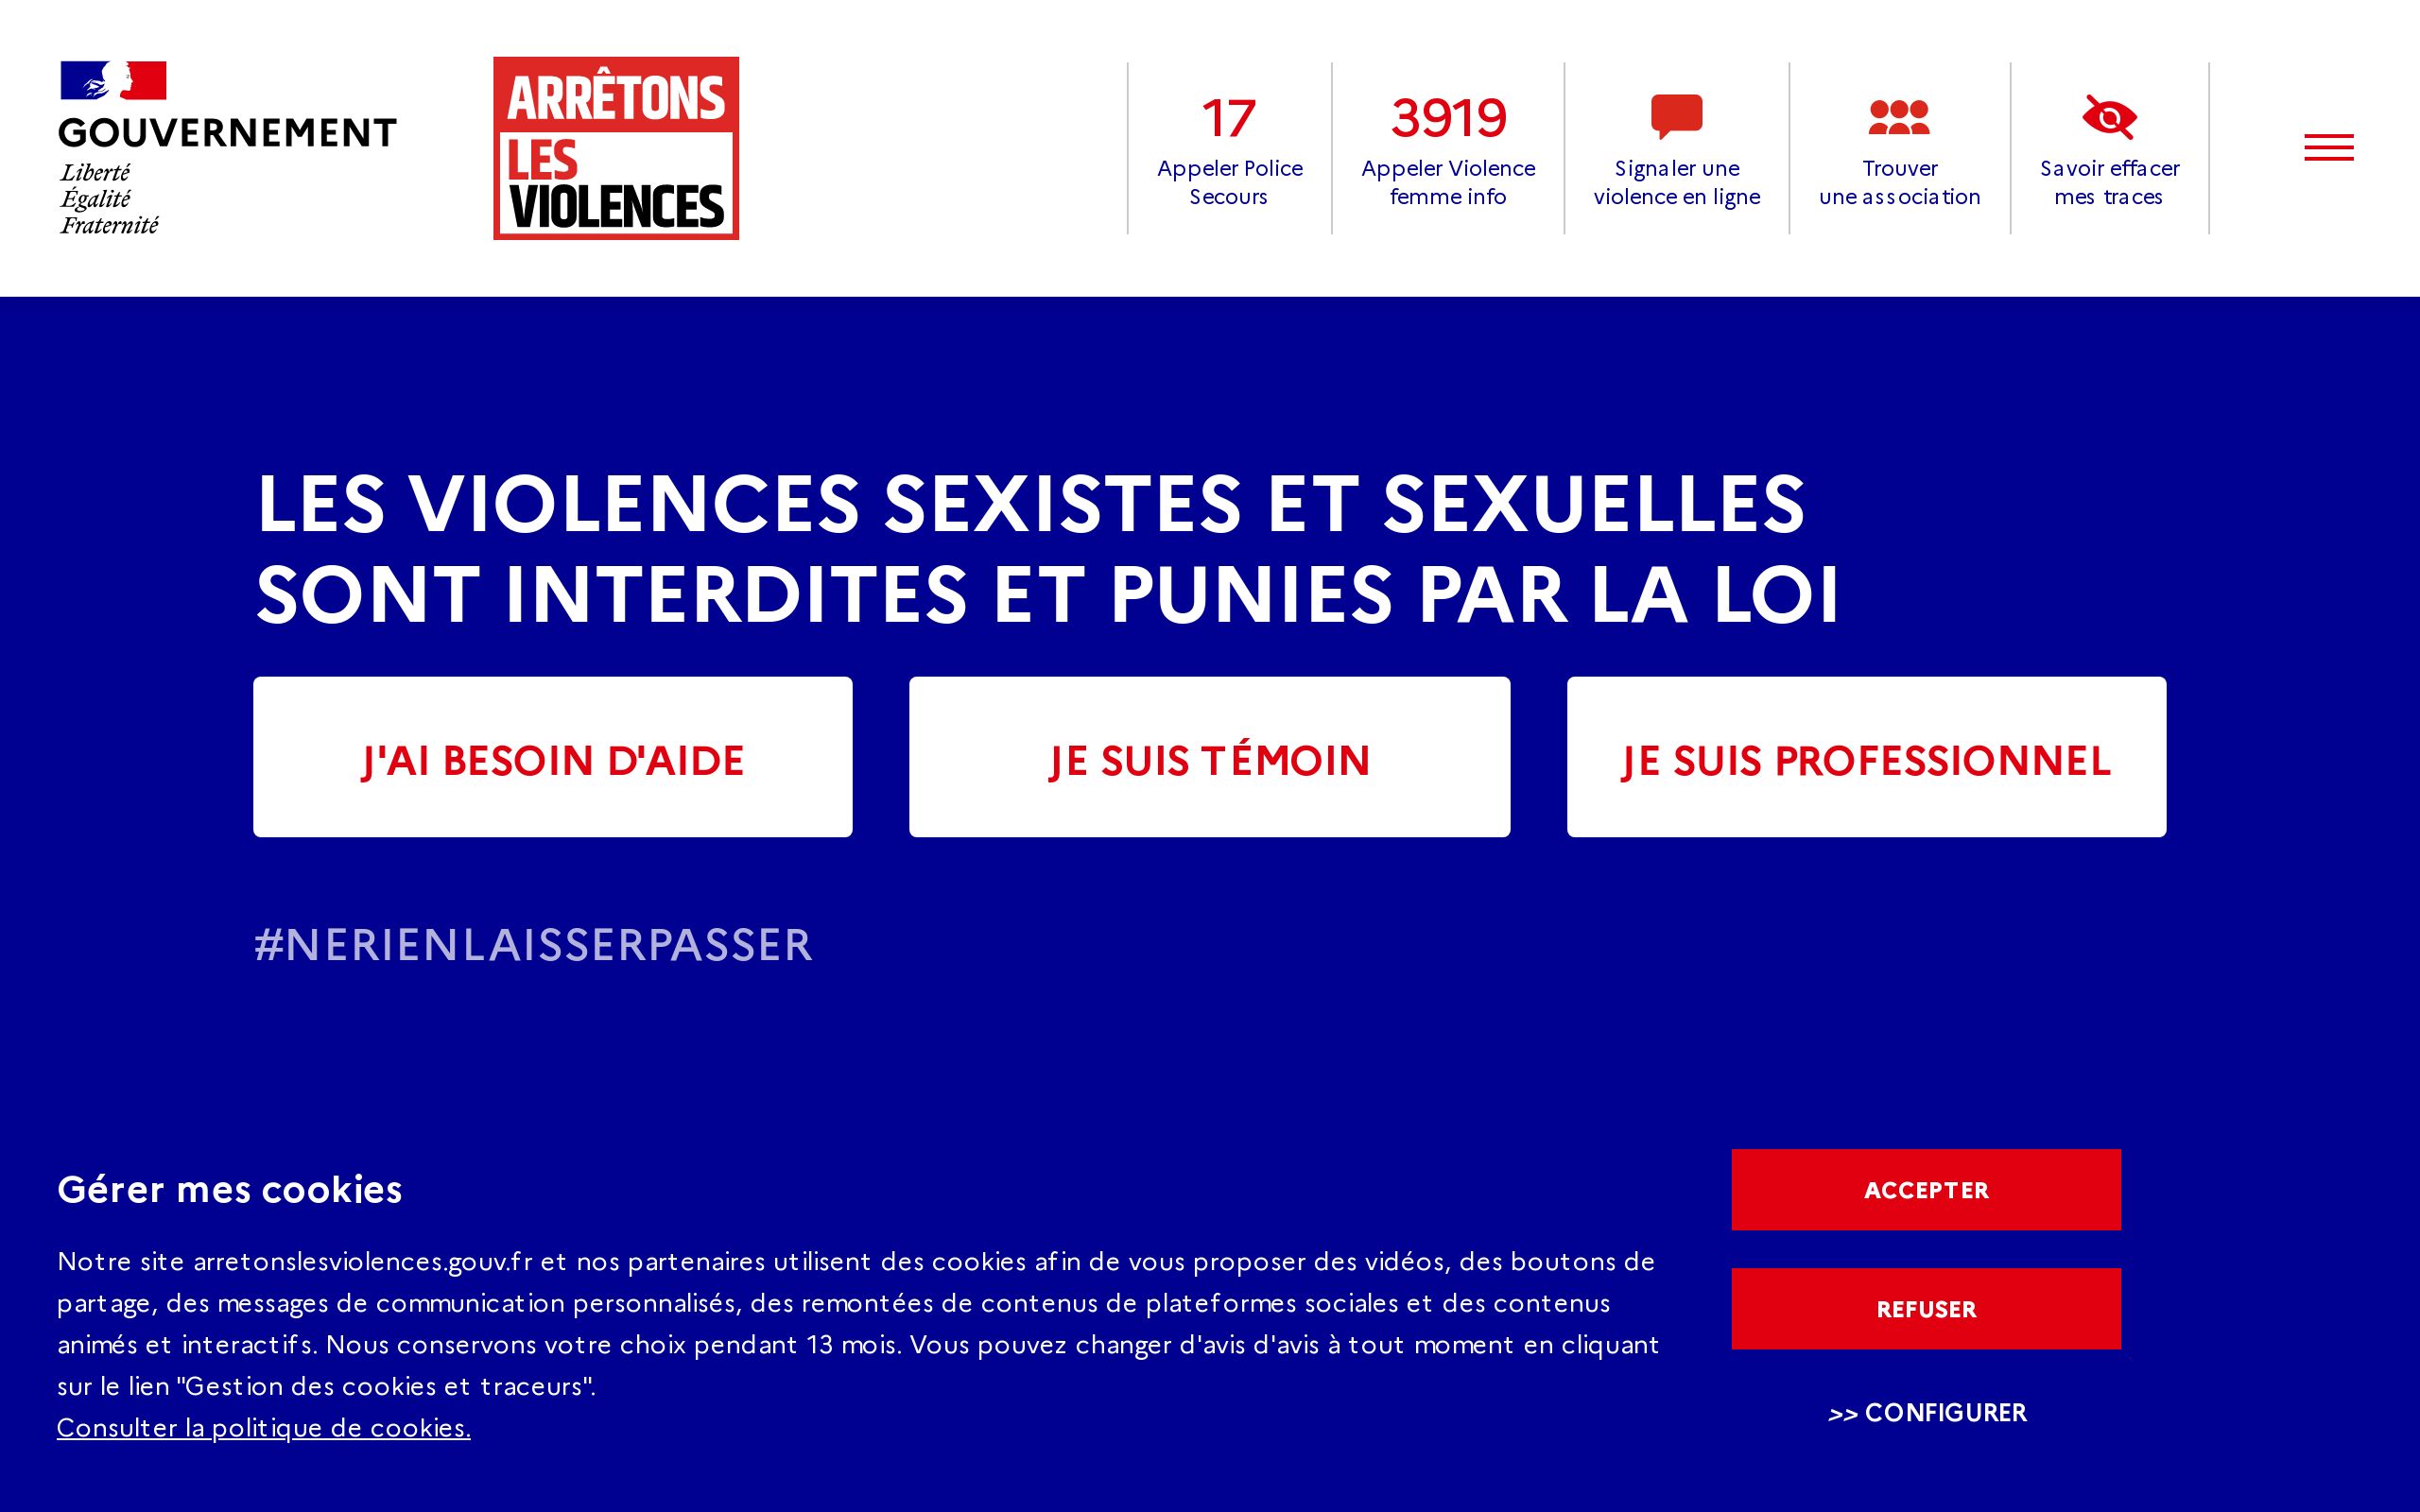 GOUVERNEMENT
Liberté
Égalité
Fraternité
ARRÊTONS
LES
VIOLENCES
17
Appeler Police
Secours
3919
Appeler Violence
femme info
Signaler une
violence en ligne
Trouver
une association
Savoir effacer
mes traces
LES VIOLENCES SEXISTES ET SEXUELLES
SONT INTERDITES ET PUNIES PAR LA LOI
J'AI BESOIN D'AIDE
JE SUIS TÉMOIN
JE SUIS PROFESSIONNEL
#NERIENLAISSERPASSER
Gérer mes cookies
Notre site arretonslesviolences.gouv.fr et nos partenaires utilisent des cookies afin de vous proposer des vidéos, des boutons de
partage, des messages de communication personnalisés, des remontées de contenus de plateformes sociales et des contenus
animés et interactifs. Nous conservons votre choix pendant 13 mois. Vous pouvez changer d'avis d'avis à tout moment en cliquant
sur le lien "Gestion des cookies et traceurs".
Consulter la politique de cookies.
ACCEPTER
REFUSER
>> CONFIGURER